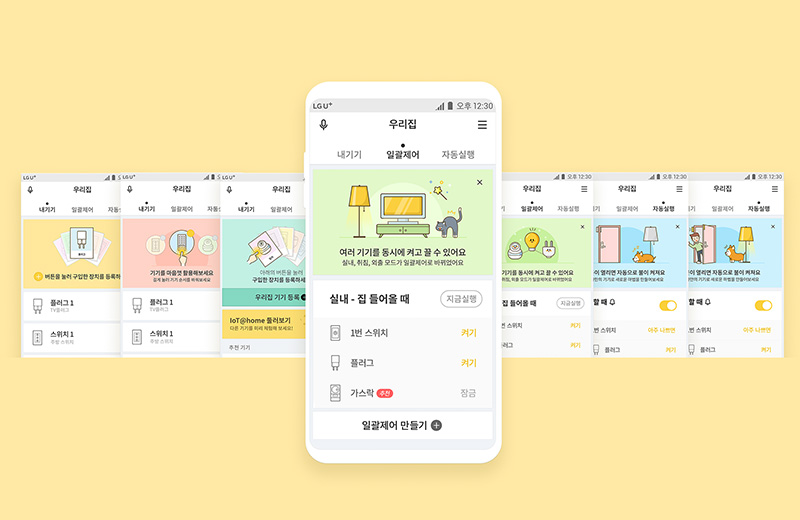 LG U+ 오후 12:30
우리집
내기기 일괄제어 자동실행
여러 기기를 동시에 켜고 끌 수 있어요
실내, 취침, 외출 모드가 일괄제어로 바뀌었어요
실내 - 집 들어올 때 지금실행
1번 스위치 켜기
플러그 켜기
가스락 추천 잠금
일괄제어 만들기
LG U+
우리집
내기기 일괄제어 자동실
버튼을 눌러 구입한 장치를 등록하
플러그 1
TV플러그
스위치 1
주방 스위치
LG U+
우리집
내기기 일괄제어 자동실
기기를 마음껏 활용해보세요
플러그 1
TV플러그
스위치 1
주방 스위치
LG U+
우리집
내기기 일괄제어
아래의 버튼을 눌러
구입한 장치를 등록
우리집 기기 등록
IoT@home 둘러보기
다른 기기를 미리 체험해 보세요!
추천 기기
오후 12:30
우리집
일괄제어 자동실행
기기를 동시에 켜고 끌 수 있어요
취침, 외출 모드가 일괄제어로 바뀌었어요
집 들어올 때 지금실행
스위치 켜기
켜기
오후 12:30
우리집
일괄제어 자동실행
이 열리면 자동으로 불이 켜져요
할 때
1번 스위치 아주 나쁘면
플러그 켜기
오후 12:30
우리집
일괄제어 자동실행
이 열리면 자동으로 불이 켜져요
할 때
1번 스위치 아주 나쁘면
플러그 켜기